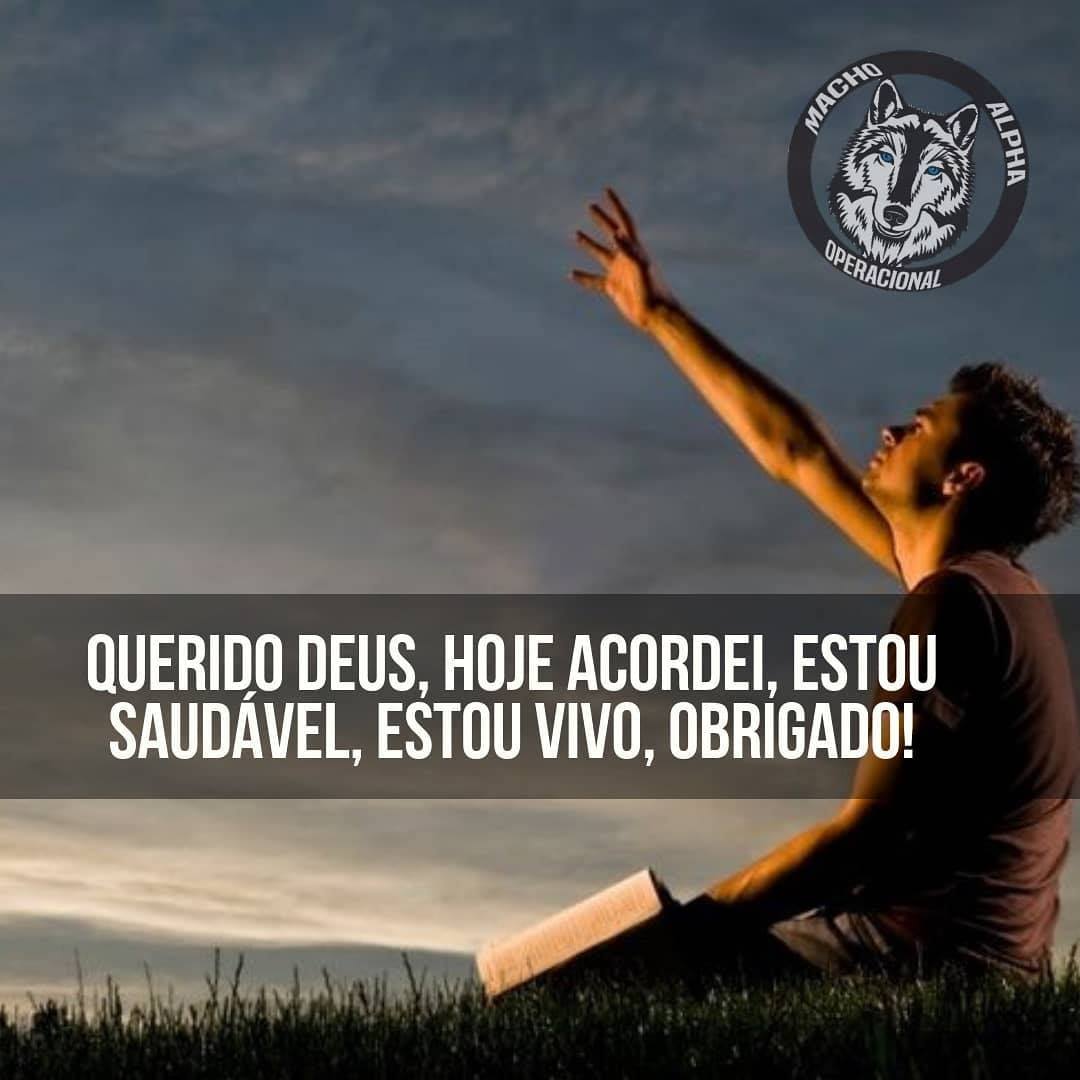 MACHO ALPHA
OPERACIONAL
QUERIDO DEUS, HOJE ACORDEI, ESTOU
SAUDÁVEL, ESTOU VIVO, OBRIGADO!